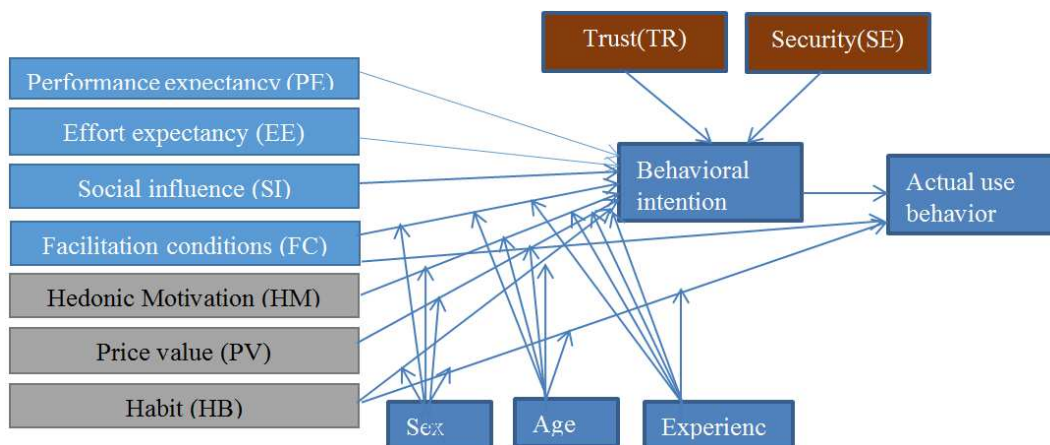 Trust(TR)
Security(SE)
Performance expectancy (PE)
Effort expectancy (EE)
Social influence (SI)
Facilitation conditions (FC)
Hedonic Motivation (HM)
Price value (PV)
Habit (HB)
Behavioral
intention
Actual use
behavior
Sex
Age
Experienc